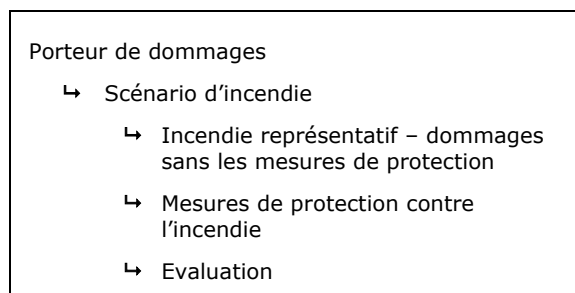 Porteur de dommages
↳ Scénario d’incendie
↳ Incendie représentatif – dommages
sans les mesures de protection
↳ Mesures de protection contre
l’incendie
↳ Evaluation